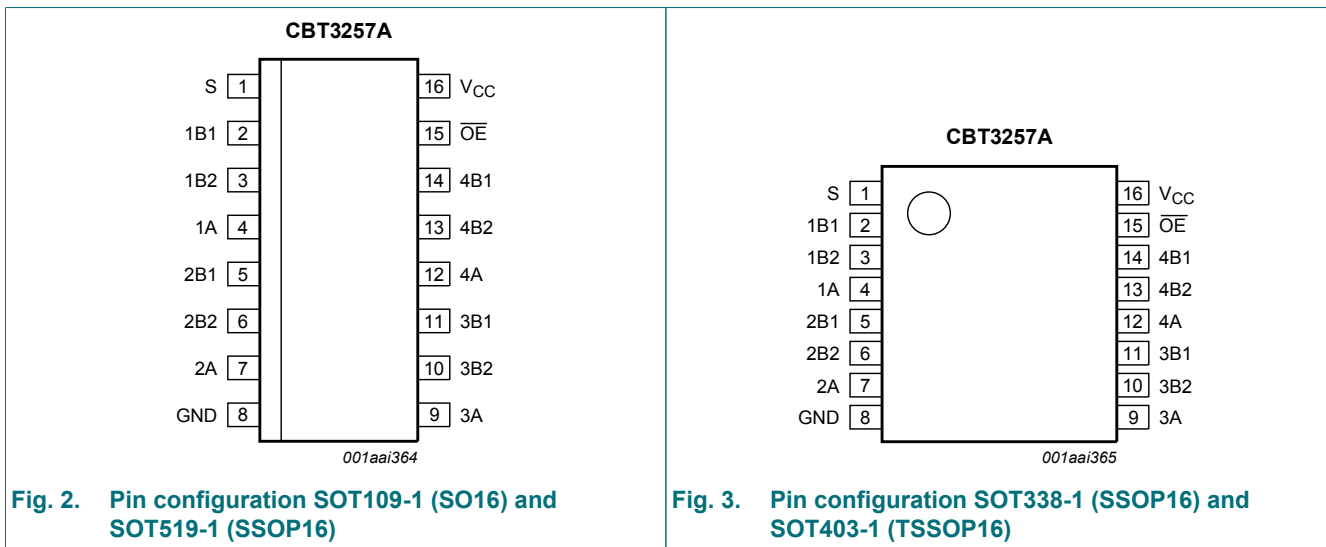 CBT3257A
S 1 16 VCC
1B1 2 15 OE
1B2 3 14 4B1
1A 4 13 4B2
2B1 5 12 4A
2B2 6 11 3B1
2A 7 10 3B2
GND 8 9 3A
001aai364
Fig. 2. Pin configuration SOT109-1 (SO16) and
SOT519-1 (SSOP16)
CBT3257A
S 1 16 VCC
1B1 2 15 OE
1B2 3 14 4B1
1A 4 13 4B2
2B1 5 12 4A
2B2 6 11 3B1
2A 7 10 3B2
GND 8 9 3A
001aai365
Fig. 3. Pin configuration SOT338-1 (SSOP16) and
SOT403-1 (TSSOP16)